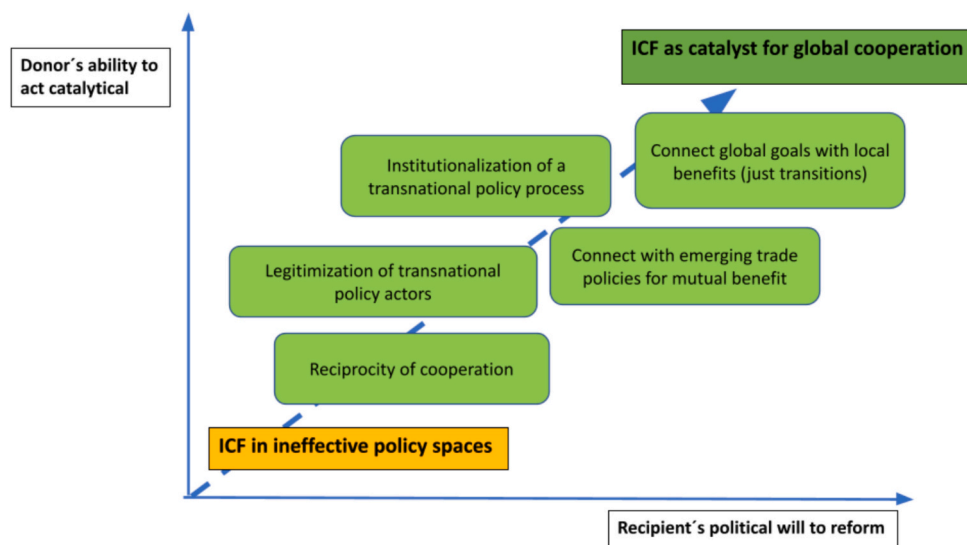 ICF as catalyst for global cooperation
Donor´s ability to
act catalytical
Institutionalization of a
transnational policy process
Connect global goals with local
benefits (just transitions)
Legitimization of transnational
policy actors
Connect with emerging trade
policies for mutual benefit
Reciprocity of cooperation
ICF in ineffective policy spaces
Recipient´s political will to reform